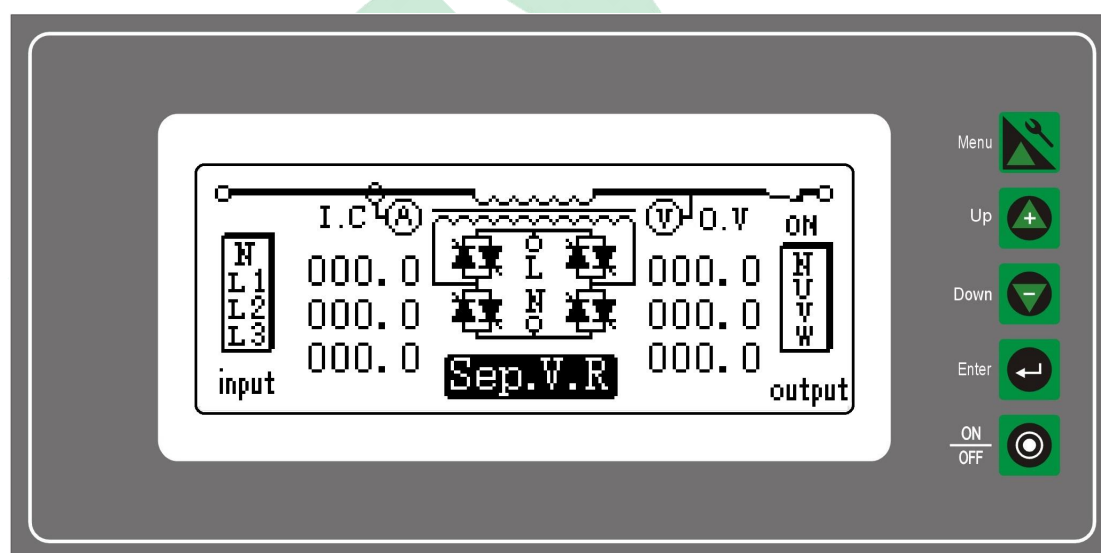 Menu
Up
Down
Enter
ON
OFF
I.C A
V O.V
ON
N
L1
L2
L3
input
000.0
000.0
000.0
L
N
Sep.V.R
000.0
000.0
000.0
N
U
V
W
output